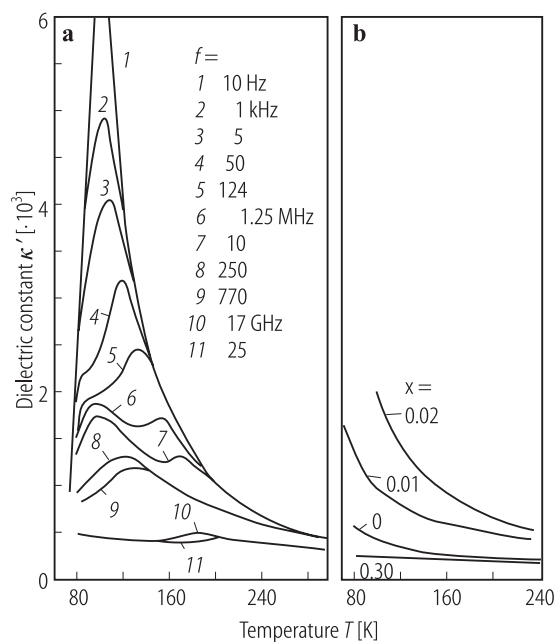 6
4
2
0
Dielectric constant κ′ [·10³]
a
f =
1 10 Hz
2 1 kHz
3 5
4 50
5 124
6 1.25 MHz
7 10
8 250
9 770
10 17 GHz
11 25
1
2
3
4
5
6
7
8
9
10
11
80 120 160 240
b
x =
0.02
0.01
0
0.30
80 160 240
Temperature T [K]